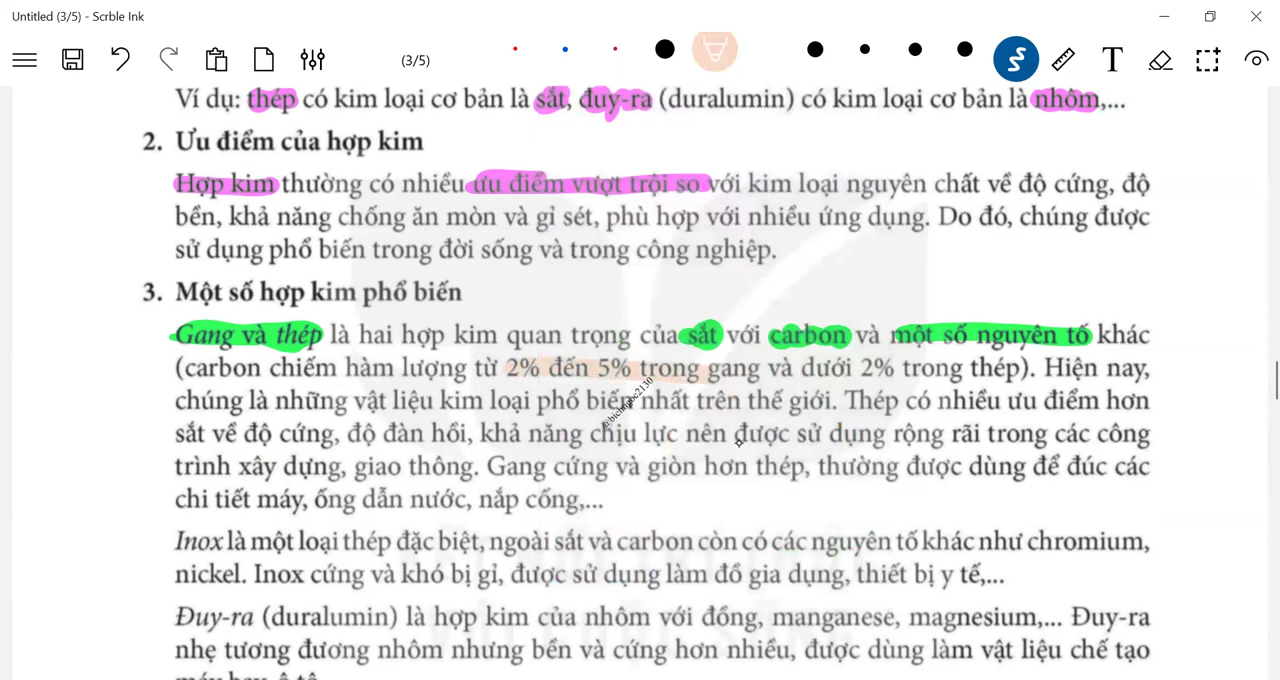 Untitled (3/5) - Scrble Ink
(3/5)
T
Ví dụ: thép có kim loại cơ bản là sắt, đuy-ra (duralumin) có kim loại cơ bản là nhôm,...
2. Ưu điểm của hợp kim
Hợp kim thường có nhiều ưu điểm vượt trội so với kim loại nguyên chất về độ cứng, độ
bền, khả năng chống ăn mòn và gỉ sét, phù hợp với nhiều ứng dụng. Do đó, chúng được
sử dụng phổ biến trong đời sống và trong công nghiệp.
3. Một số hợp kim phổ biến
Gang và thép là hai hợp kim quan trọng của sắt với carbon và một số nguyên tố khác
(carbon chiếm hàm lượng từ 2% đến 5% trong gang và dưới 2% trong thép). Hiện nay,
chúng là những vật liệu kim loại phổ biến nhất trên thế giới. Thép có nhiều ưu điểm hơn
sắt về độ cứng, độ đàn hồi, khả năng chịu lực nên được sử dụng rộng rãi trong các công
trình xây dựng, giao thông. Gang cứng và giòn hơn thép, thường được dùng để đúc các
chi tiết máy, ống dẫn nước, nắp cống,...
Inox là một loại thép đặc biệt, ngoài sắt và carbon còn có các nguyên tố khác như chromium,
nickel. Inox cứng và khó bị gỉ, được sử dụng làm đồ gia dụng, thiết bị y tế,...
Đuy-ra (duralumin) là hợp kim của nhôm với đồng, manganese, magnesium,... Đuy-ra
nhẹ tương đương nhôm nhưng bền và cứng hơn nhiều, được dùng làm vật liệu chế tạo